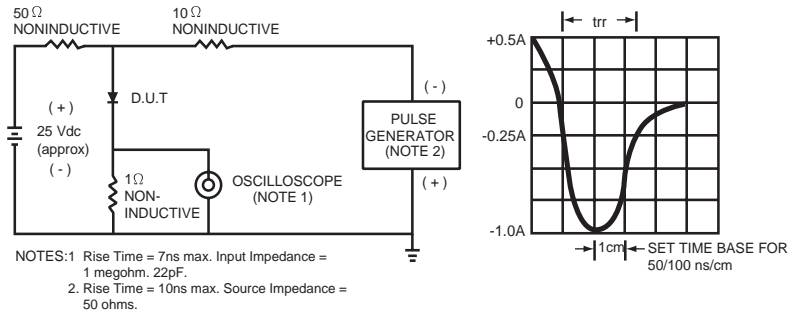 50 Ω
NONINDUCTIVE
10 Ω
NONINDUCTIVE
( + )
25 Vdc
(approx)
( - )
D.U.T
1 Ω
NON-
INDUCTIVE
OSCILLOSCOPE
(NOTE 1)
( - )
PULSE
GENERATOR
(NOTE 2)
( + )
NOTES:1 Rise Time = 7ns max. Input Impedance =
1 megohm. 22pF.
2. Rise Time = 10ns max. Source Impedance =
50 ohms.
trr
+0.5A
0
-0.25A
-1.0A
1cm
SET TIME BASE FOR
50/100 ns/cm